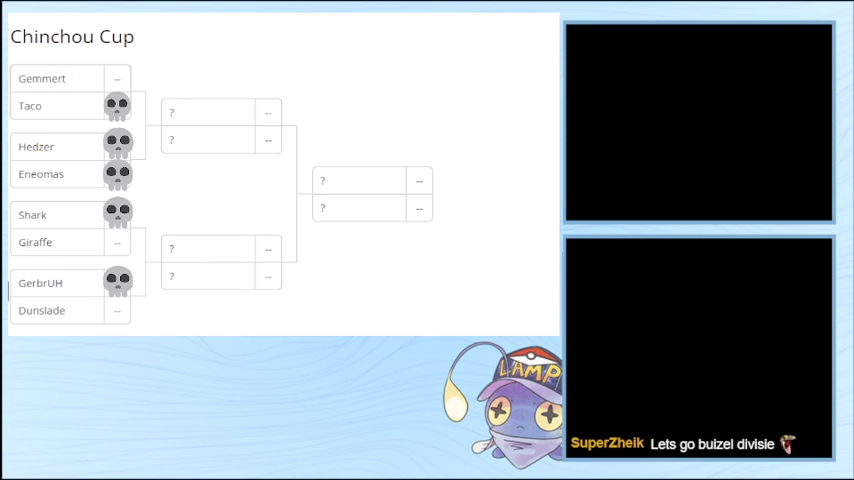 Chinchou Cup
Gemmert --
Taco
Hedzer
Eneomas
Shark
Giraffe --
GerbrUH
Dunslade --
? --
? --
? --
? --
? --
? --
LAMP
SuperZheik Lets go buizel divisie